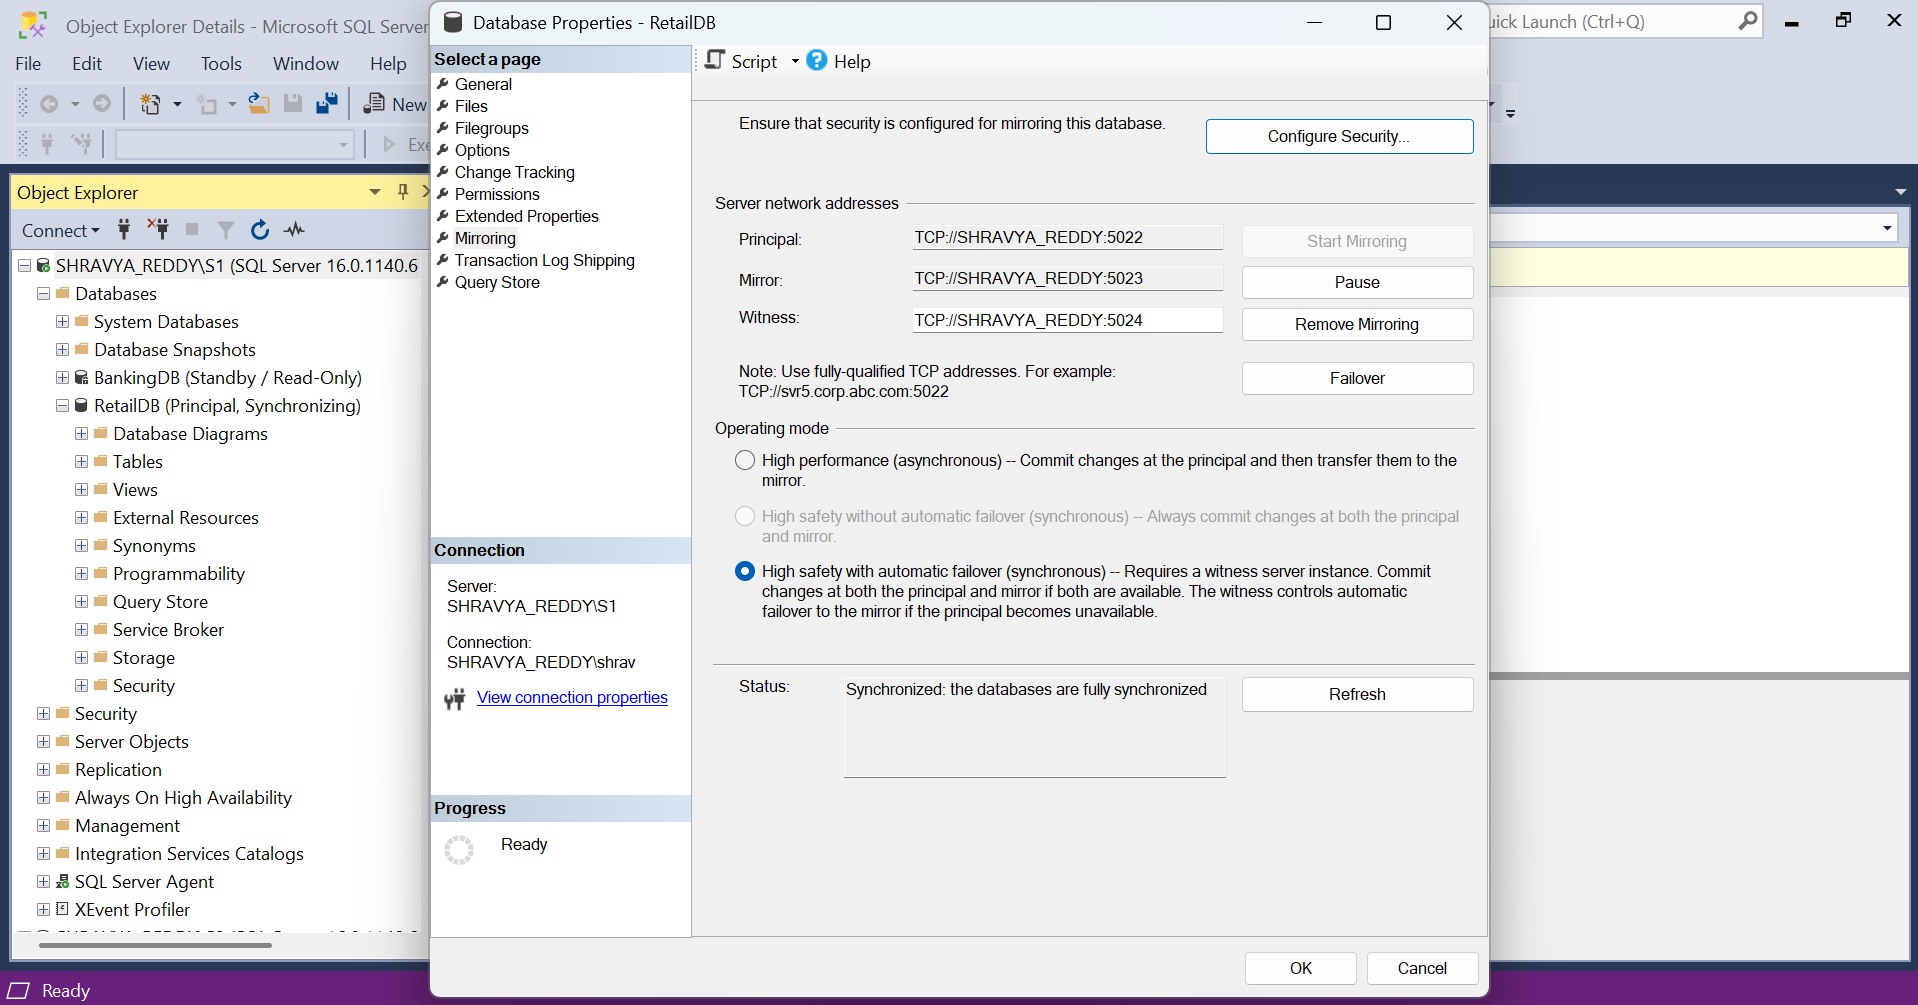 Object Explorer Details - Microsoft SQL Server
File Edit View Tools Window Help
New
Object Explorer
Connect
SHRAVYA_REDDY\S1 (SQL Server 16.0.1140.6
Databases
System Databases
Database Snapshots
BankingDB (Standby / Read-Only)
RetailDB (Principal, Synchronizing)
Database Diagrams
Tables
Views
External Resources
Synonyms
Programmability
Query Store
Service Broker
Storage
Security
Security
Server Objects
Replication
Always On High Availability
Management
Integration Services Catalogs
SQL Server Agent
XEvent Profiler
Ready
Database Properties - RetailDB
Select a page
General
Files
Filegroups
Options
Change Tracking
Permissions
Extended Properties
Mirroring
Transaction Log Shipping
Query Store
Connection
Server:
SHRAVYA_REDDY\S1
Connection:
SHRAVYA_REDDY\shrav
View connection properties
Progress
Ready
Script Help
Ensure that security is configured for mirroring this database.
Configure Security...
Server network addresses
Principal: TCP://SHRAVYA_REDDY:5022 Start Mirroring
Mirror: TCP://SHRAVYA_REDDY:5023 Pause
Witness: TCP://SHRAVYA_REDDY:5024 Remove Mirroring
Note: Use fully-qualified TCP addresses. For example:
TCP://svr5.corp.abc.com:5022
Failover
Operating mode
High performance (asynchronous) -- Commit changes at the principal and then transfer them to the
mirror.
High safety without automatic failover (synchronous) -- Always commit changes at both the principal
and mirror.
High safety with automatic failover (synchronous) -- Requires a witness server instance. Commit
changes at both the principal and mirror if both are available. The witness controls automatic
failover to the mirror if the principal becomes unavailable.
Status: Synchronized: the databases are fully synchronized Refresh
OK Cancel
Launch (Ctrl+Q)